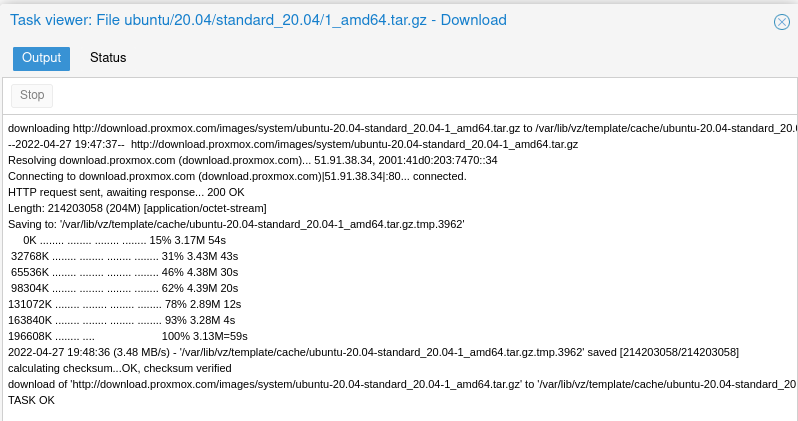 Task viewer: File ubuntu/20.04/standard_20.04/1_amd64.tar.gz - Download
Output Status
Stop
downloading http://download.proxmox.com/images/system/ubuntu-20.04-standard_20.04-1_amd64.tar.gz to /var/lib/vz/template/cache/ubuntu-20.04-standard_20.0
--2022-04-27 19:47:37-- http://download.proxmox.com/images/system/ubuntu-20.04-standard_20.04-1_amd64.tar.gz
Resolving download.proxmox.com (download.proxmox.com)... 51.91.38.34, 2001:41d0:203:7470::34
Connecting to download.proxmox.com (download.proxmox.com)|51.91.38.34|:80... connected.
HTTP request sent, awaiting response... 200 OK
Length: 214203058 (204M) [application/octet-stream]
Saving to: '/var/lib/vz/template/cache/ubuntu-20.04-standard_20.04-1_amd64.tar.gz.tmp.3962'
0K ........ ........ ........ ........ 15% 3.17M 54s
32768K ........ ........ ........ ........ 31% 3.43M 43s
65536K ........ ........ ........ ........ 46% 4.38M 30s
98304K ........ ........ ........ ........ 62% 4.39M 20s
131072K ........ ........ ........ ........ 78% 2.89M 12s
163840K ........ ........ ........ ........ 93% 3.28M 4s
196608K ........ .... 100% 3.13M=59s
2022-04-27 19:48:36 (3.48 MB/s) - '/var/lib/vz/template/cache/ubuntu-20.04-standard_20.04-1_amd64.tar.gz.tmp.3962' saved [214203058/214203058]
calculating checksum...OK, checksum verified
download of 'http://download.proxmox.com/images/system/ubuntu-20.04-standard_20.04-1_amd64.tar.gz' to '/var/lib/vz/template/cache/ubuntu-20.04-standard_20
TASK OK